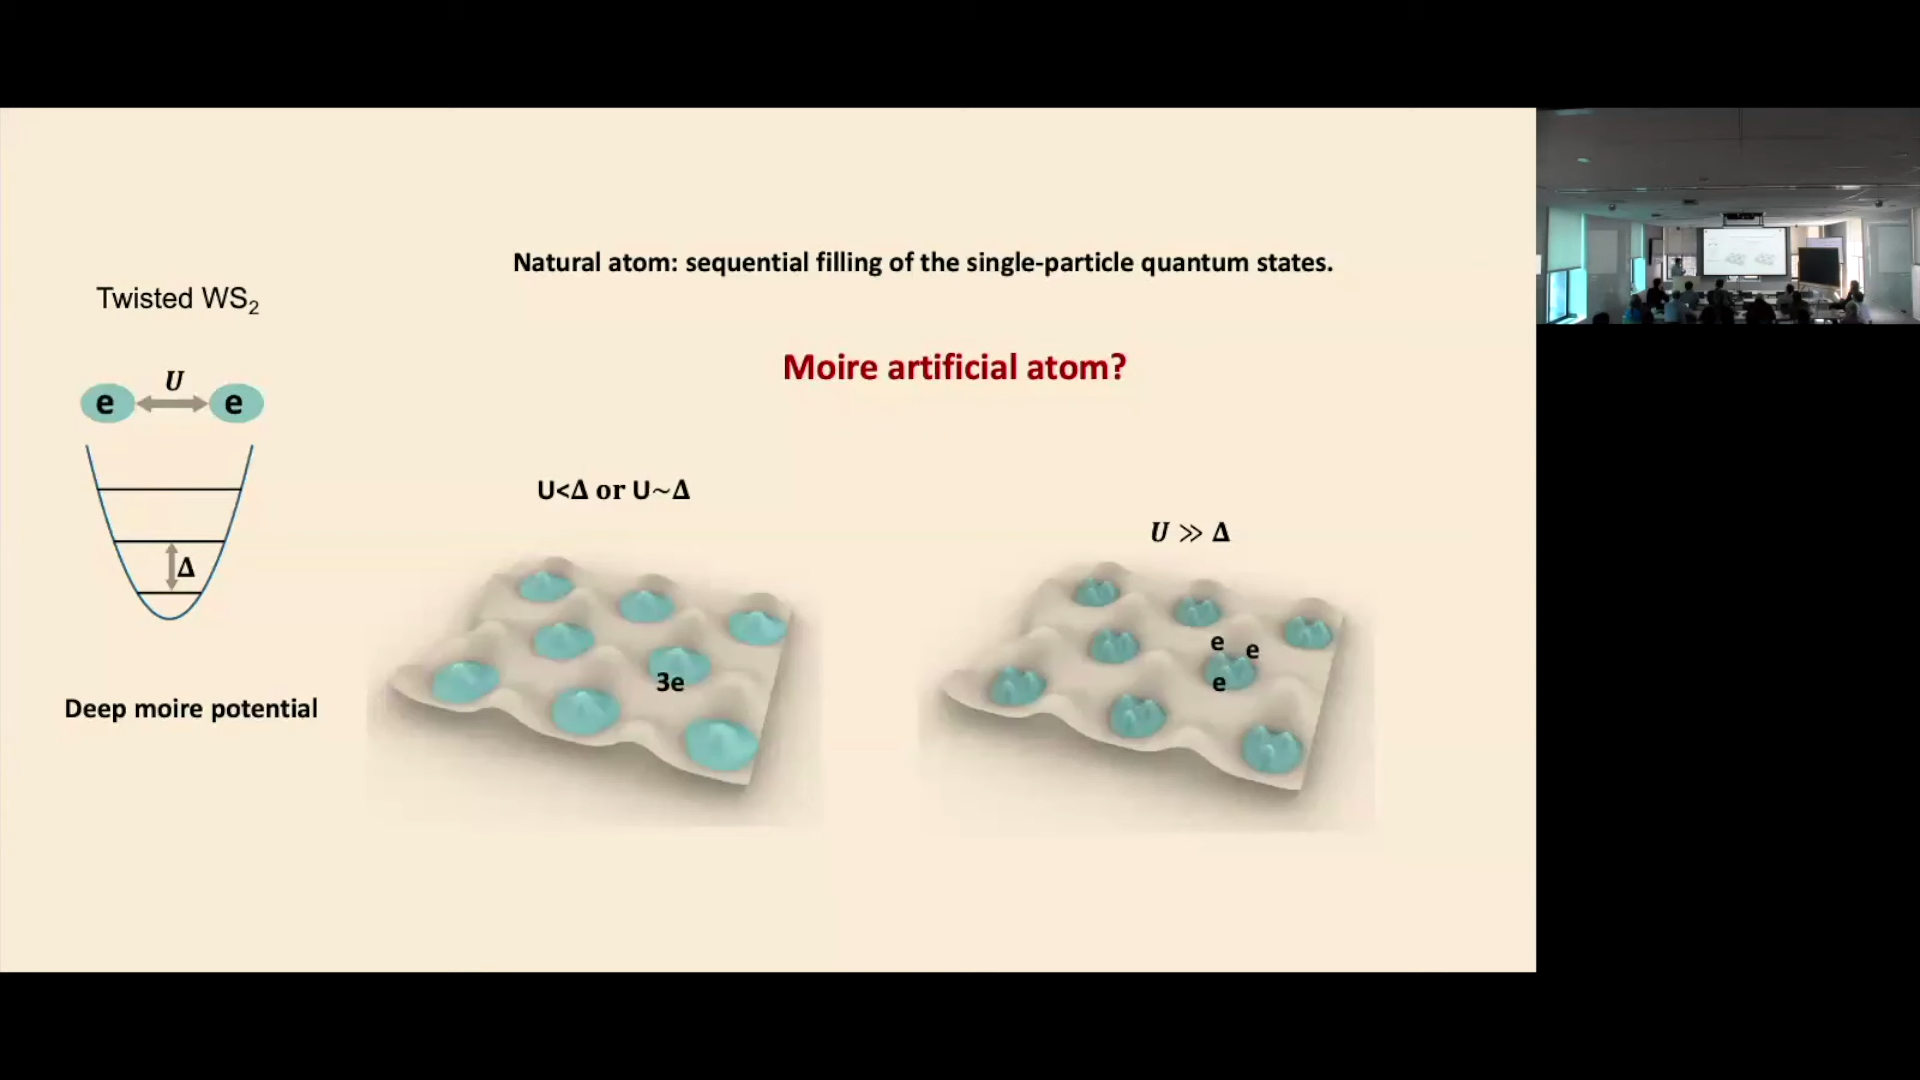 Natural atom: sequential filling of the single-particle quantum states.
Twisted WS₂
Moire artificial atom?
U
e e
Δ
U<Δ or U~Δ
U ≫ Δ
3e
e e
e
Deep moire potential